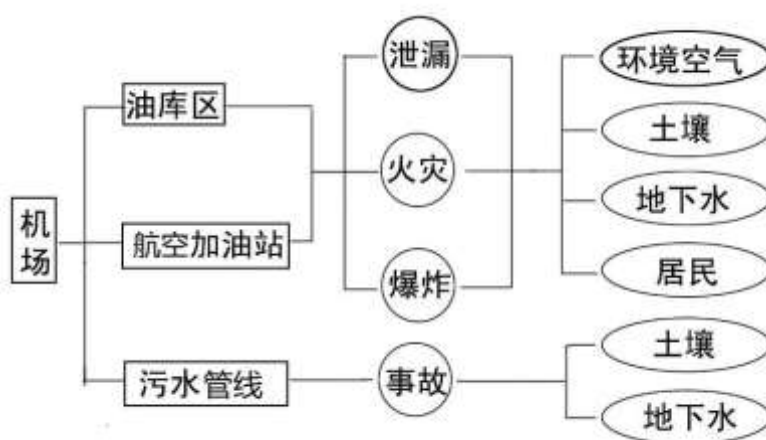 泄漏
环境空气
油库区
土壤
火灾
地下水
机场
航空加油站
爆炸
居民
污水管线
事故
土壤
地下水